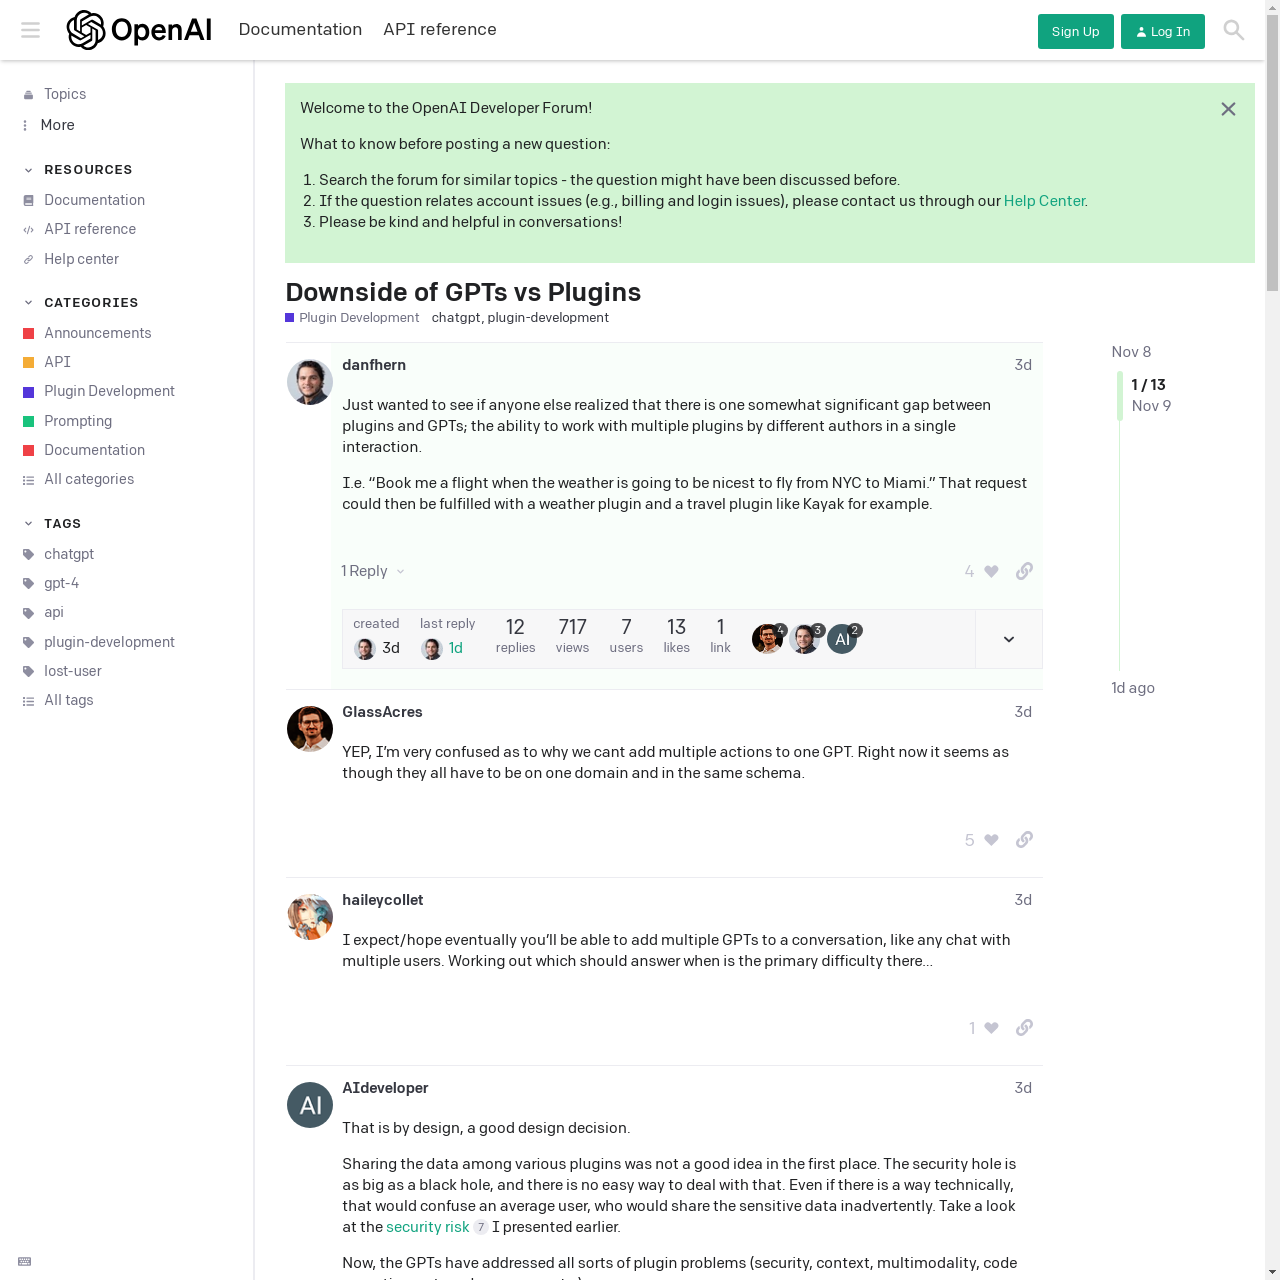 OpenAI
Documentation
API reference
Sign Up
Log In
Topics
More
RESOURCES
Documentation
API reference
Help center
CATEGORIES
Announcements
API
Plugin Development
Prompting
Documentation
All categories
TAGS
chatgpt
gpt-4
api
plugin-development
lost-user
All tags
Welcome to the OpenAI Developer Forum!
What to know before posting a new question:
1. Search the forum for similar topics - the question might have been discussed before.
2. If the question relates account issues (e.g., billing and login issues), please contact us through our Help Center.
3. Please be kind and helpful in conversations!
Downside of GPTs vs Plugins
Plugin Development chatgpt, plugin-development
danfhern 3d
Just wanted to see if anyone else realized that there is one somewhat significant gap between
plugins and GPTs; the ability to work with multiple plugins by different authors in a single
interaction.
I.e. “Book me a flight when the weather is going to be nicest to fly from NYC to Miami.” That request
could then be fulfilled with a weather plugin and a travel plugin like Kayak for example.
1 Reply 4
created last reply 12 717 7 13 1 4 3 AI 2
3d 1d replies views users likes link
Nov 8
1 / 13
Nov 9
1d ago
GlassAcres 3d
YEP, I’m very confused as to why we cant add multiple actions to one GPT. Right now it seems as
though they all have to be on one domain and in the same schema.
5
haileycollet 3d
I expect/hope eventually you’ll be able to add multiple GPTs to a conversation, like any chat with
multiple users. Working out which should answer when is the primary difficulty there…
1
AI
AIdeveloper 3d
That is by design, a good design decision.
Sharing the data among various plugins was not a good idea in the first place. The security hole is
as big as a black hole, and there is no easy way to deal with that. Even if there is a way technically,
that would confuse an average user, who would share the sensitive data inadvertently. Take a look
at the security risk 7 I presented earlier.
Now, the GPTs have addressed all sorts of plugin problems (security, context, multimodality, code